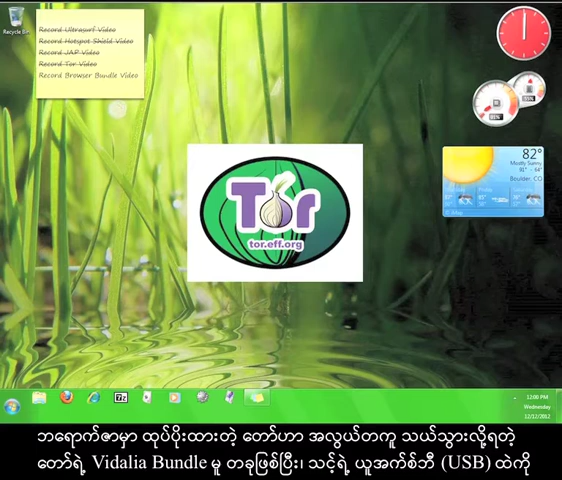 Recycle Bin
Record Ultrasurf Video
Record Hotspot Shield Video
Record JAP Video
Record Tor Video
Record Browser Bundle Video
82°
Mostly Sunny
91° - 64°
Boulder, CO
Tor
tor.eff.org
12:00 PM
Wednesday
12/12/2012
ဘရောက်ဇာမှာ ထုပ်ပိုးထားတဲ့ တော်ဟာ အလွယ်တကူ သယ်သွားလို့ရတဲ့
တော်ရဲ့ Vidalia Bundle မူ တခုဖြစ်ပြီး၊ သင့်ရဲ့ ယူအက်စ်ဘီ (USB) ထဲကို